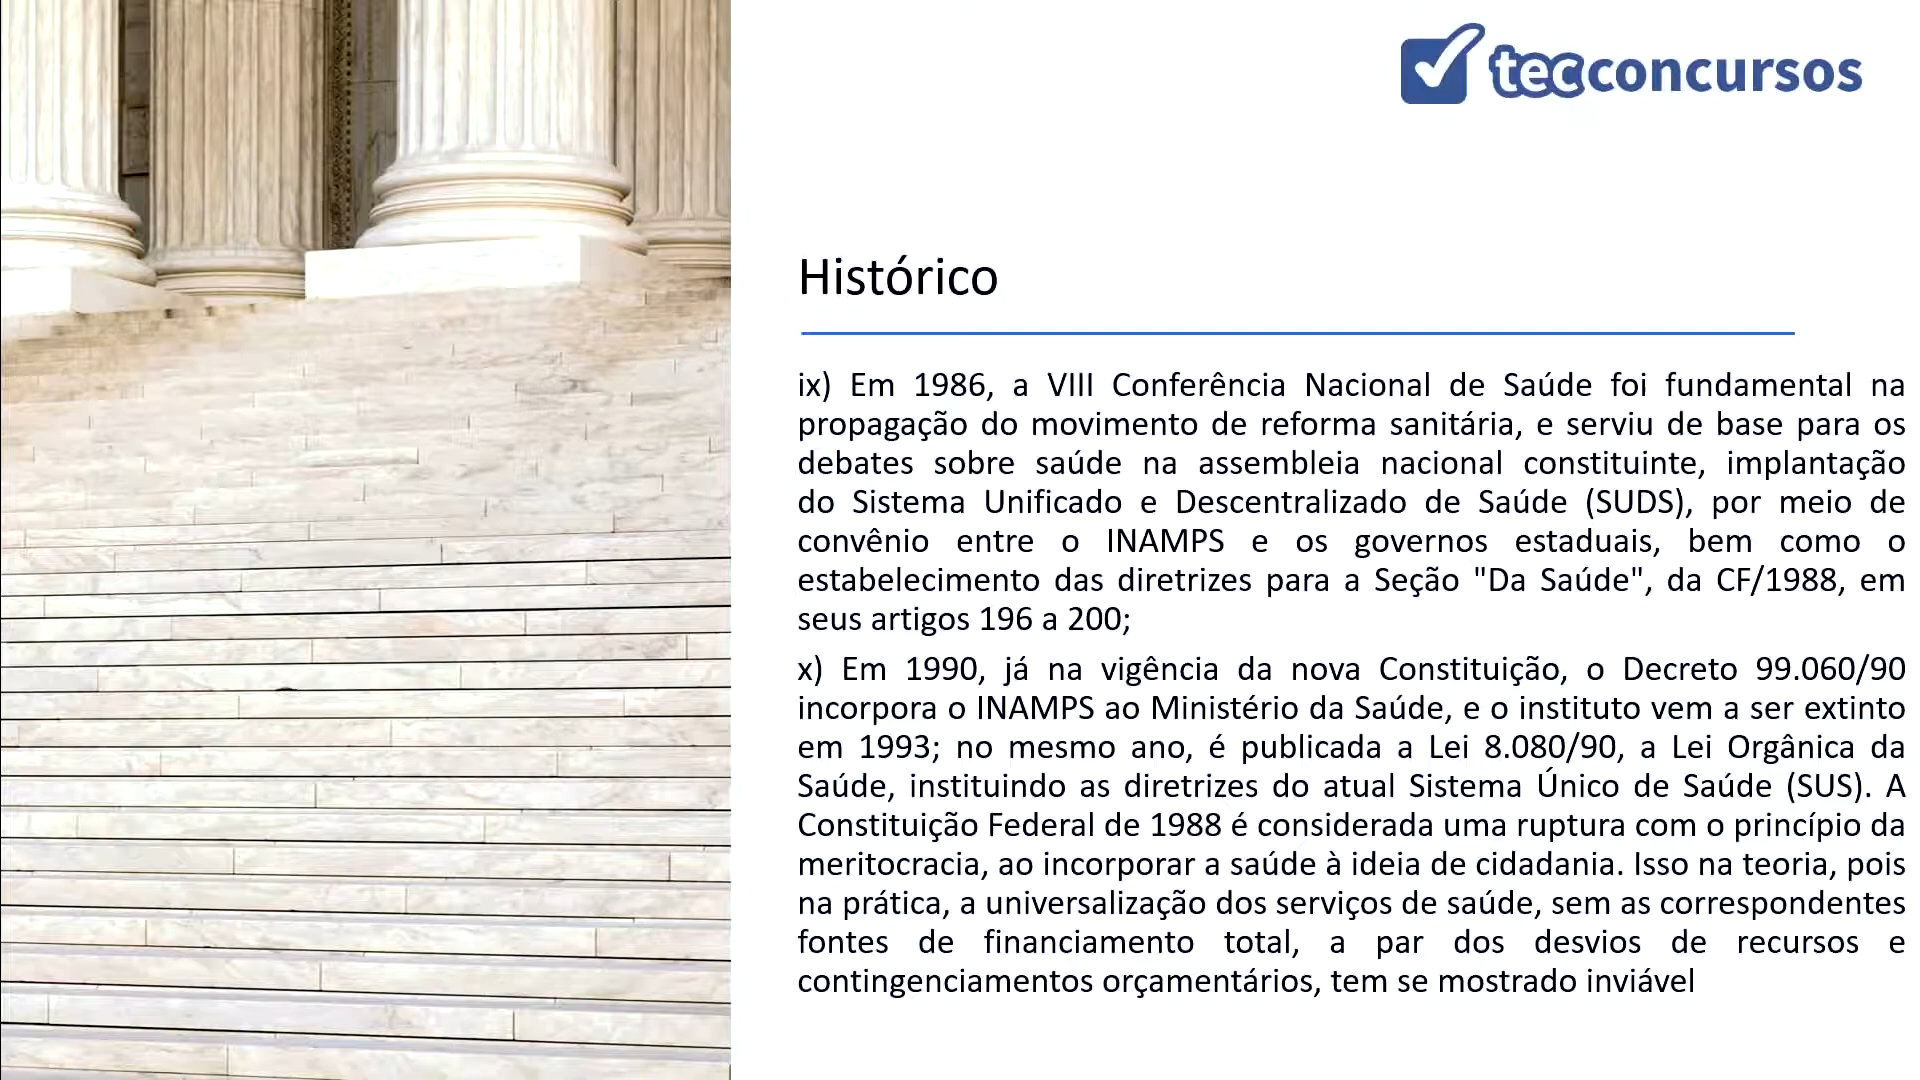 tecconcursos
Histórico
ix) Em 1986, a VIII Conferência Nacional de Saúde foi fundamental na
propagação do movimento de reforma sanitária, e serviu de base para os
debates sobre saúde na assembleia nacional constituinte, implantação
do Sistema Unificado e Descentralizado de Saúde (SUDS), por meio de
convênio entre o INAMPS e os governos estaduais, bem como o
estabelecimento das diretrizes para a Seção "Da Saúde", da CF/1988, em
seus artigos 196 a 200;
x) Em 1990, já na vigência da nova Constituição, o Decreto 99.060/90
incorpora o INAMPS ao Ministério da Saúde, e o instituto vem a ser extinto
em 1993; no mesmo ano, é publicada a Lei 8.080/90, a Lei Orgânica da
Saúde, instituindo as diretrizes do atual Sistema Único de Saúde (SUS). A
Constituição Federal de 1988 é considerada uma ruptura com o princípio da
meritocracia, ao incorporar a saúde à ideia de cidadania. Isso na teoria, pois
na prática, a universalização dos serviços de saúde, sem as correspondentes
fontes de financiamento total, a par dos desvios de recursos e
contingenciamentos orçamentários, tem se mostrado inviável